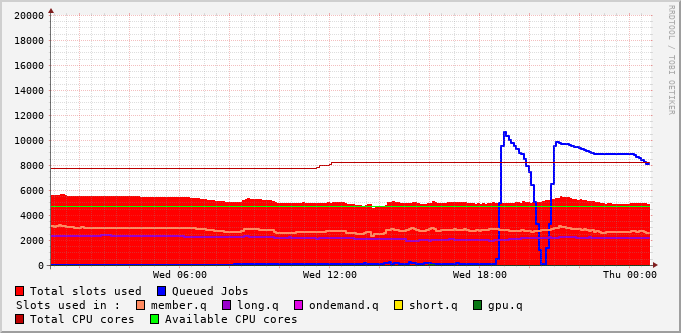 20000
18000
16000
14000
12000
10000
8000
6000
4000
2000
0
Wed 06:00 Wed 12:00 Wed 18:00 Thu 00:00
RRDTOOL / TOBI OETIKER
Total slots used Queued Jobs
Slots used in : member.q long.q ondemand.q short.q gpu.q
Total CPU cores Available CPU cores